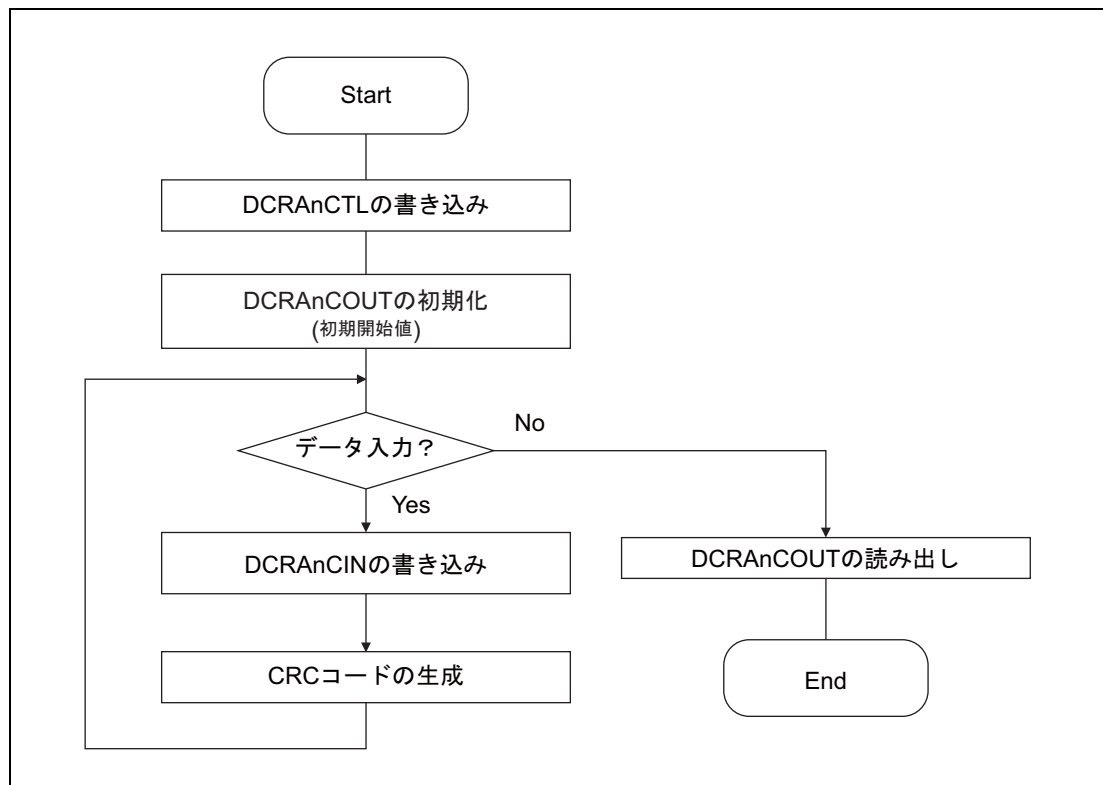 Start
DCRAnCTLの書き込み
DCRAnCOUTの初期化
(初期開始値)
データ入力？
No
Yes
DCRAnCINの書き込み
DCRAnCOUTの読み出し
CRCコードの生成
End